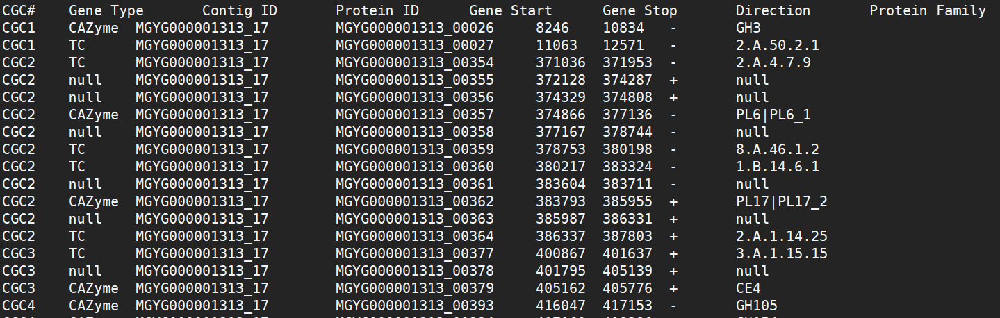 CGC# Gene Type Contig ID Protein ID Gene Start Gene Stop Direction Protein Family
CGC1 CAZyme MGYG000001313_17 MGYG000001313_00026 8246 10834 - GH3
CGC1 TC MGYG000001313_17 MGYG000001313_00027 11063 12571 - 2.A.50.2.1
CGC2 TC MGYG000001313_17 MGYG000001313_00354 371036 371953 - 2.A.4.7.9
CGC2 null MGYG000001313_17 MGYG000001313_00355 372128 374287 + null
CGC2 null MGYG000001313_17 MGYG000001313_00356 374329 374808 + null
CGC2 CAZyme MGYG000001313_17 MGYG000001313_00357 374866 377136 - PL6|PL6_1
CGC2 null MGYG000001313_17 MGYG000001313_00358 377167 378744 - null
CGC2 TC MGYG000001313_17 MGYG000001313_00359 378753 380198 - 8.A.46.1.2
CGC2 TC MGYG000001313_17 MGYG000001313_00360 380217 383324 - 1.B.14.6.1
CGC2 null MGYG000001313_17 MGYG000001313_00361 383604 383711 - null
CGC2 CAZyme MGYG000001313_17 MGYG000001313_00362 383793 385955 + PL17|PL17_2
CGC2 null MGYG000001313_17 MGYG000001313_00363 385987 386331 + null
CGC2 TC MGYG000001313_17 MGYG000001313_00364 386337 387803 + 2.A.1.14.25
CGC3 TC MGYG000001313_17 MGYG000001313_00377 400867 401637 + 3.A.1.15.15
CGC3 null MGYG000001313_17 MGYG000001313_00378 401795 405139 + null
CGC3 CAZyme MGYG000001313_17 MGYG000001313_00379 405162 405776 + CE4
CGC4 CAZyme MGYG000001313_17 MGYG000001313_00393 416047 417153 - GH105